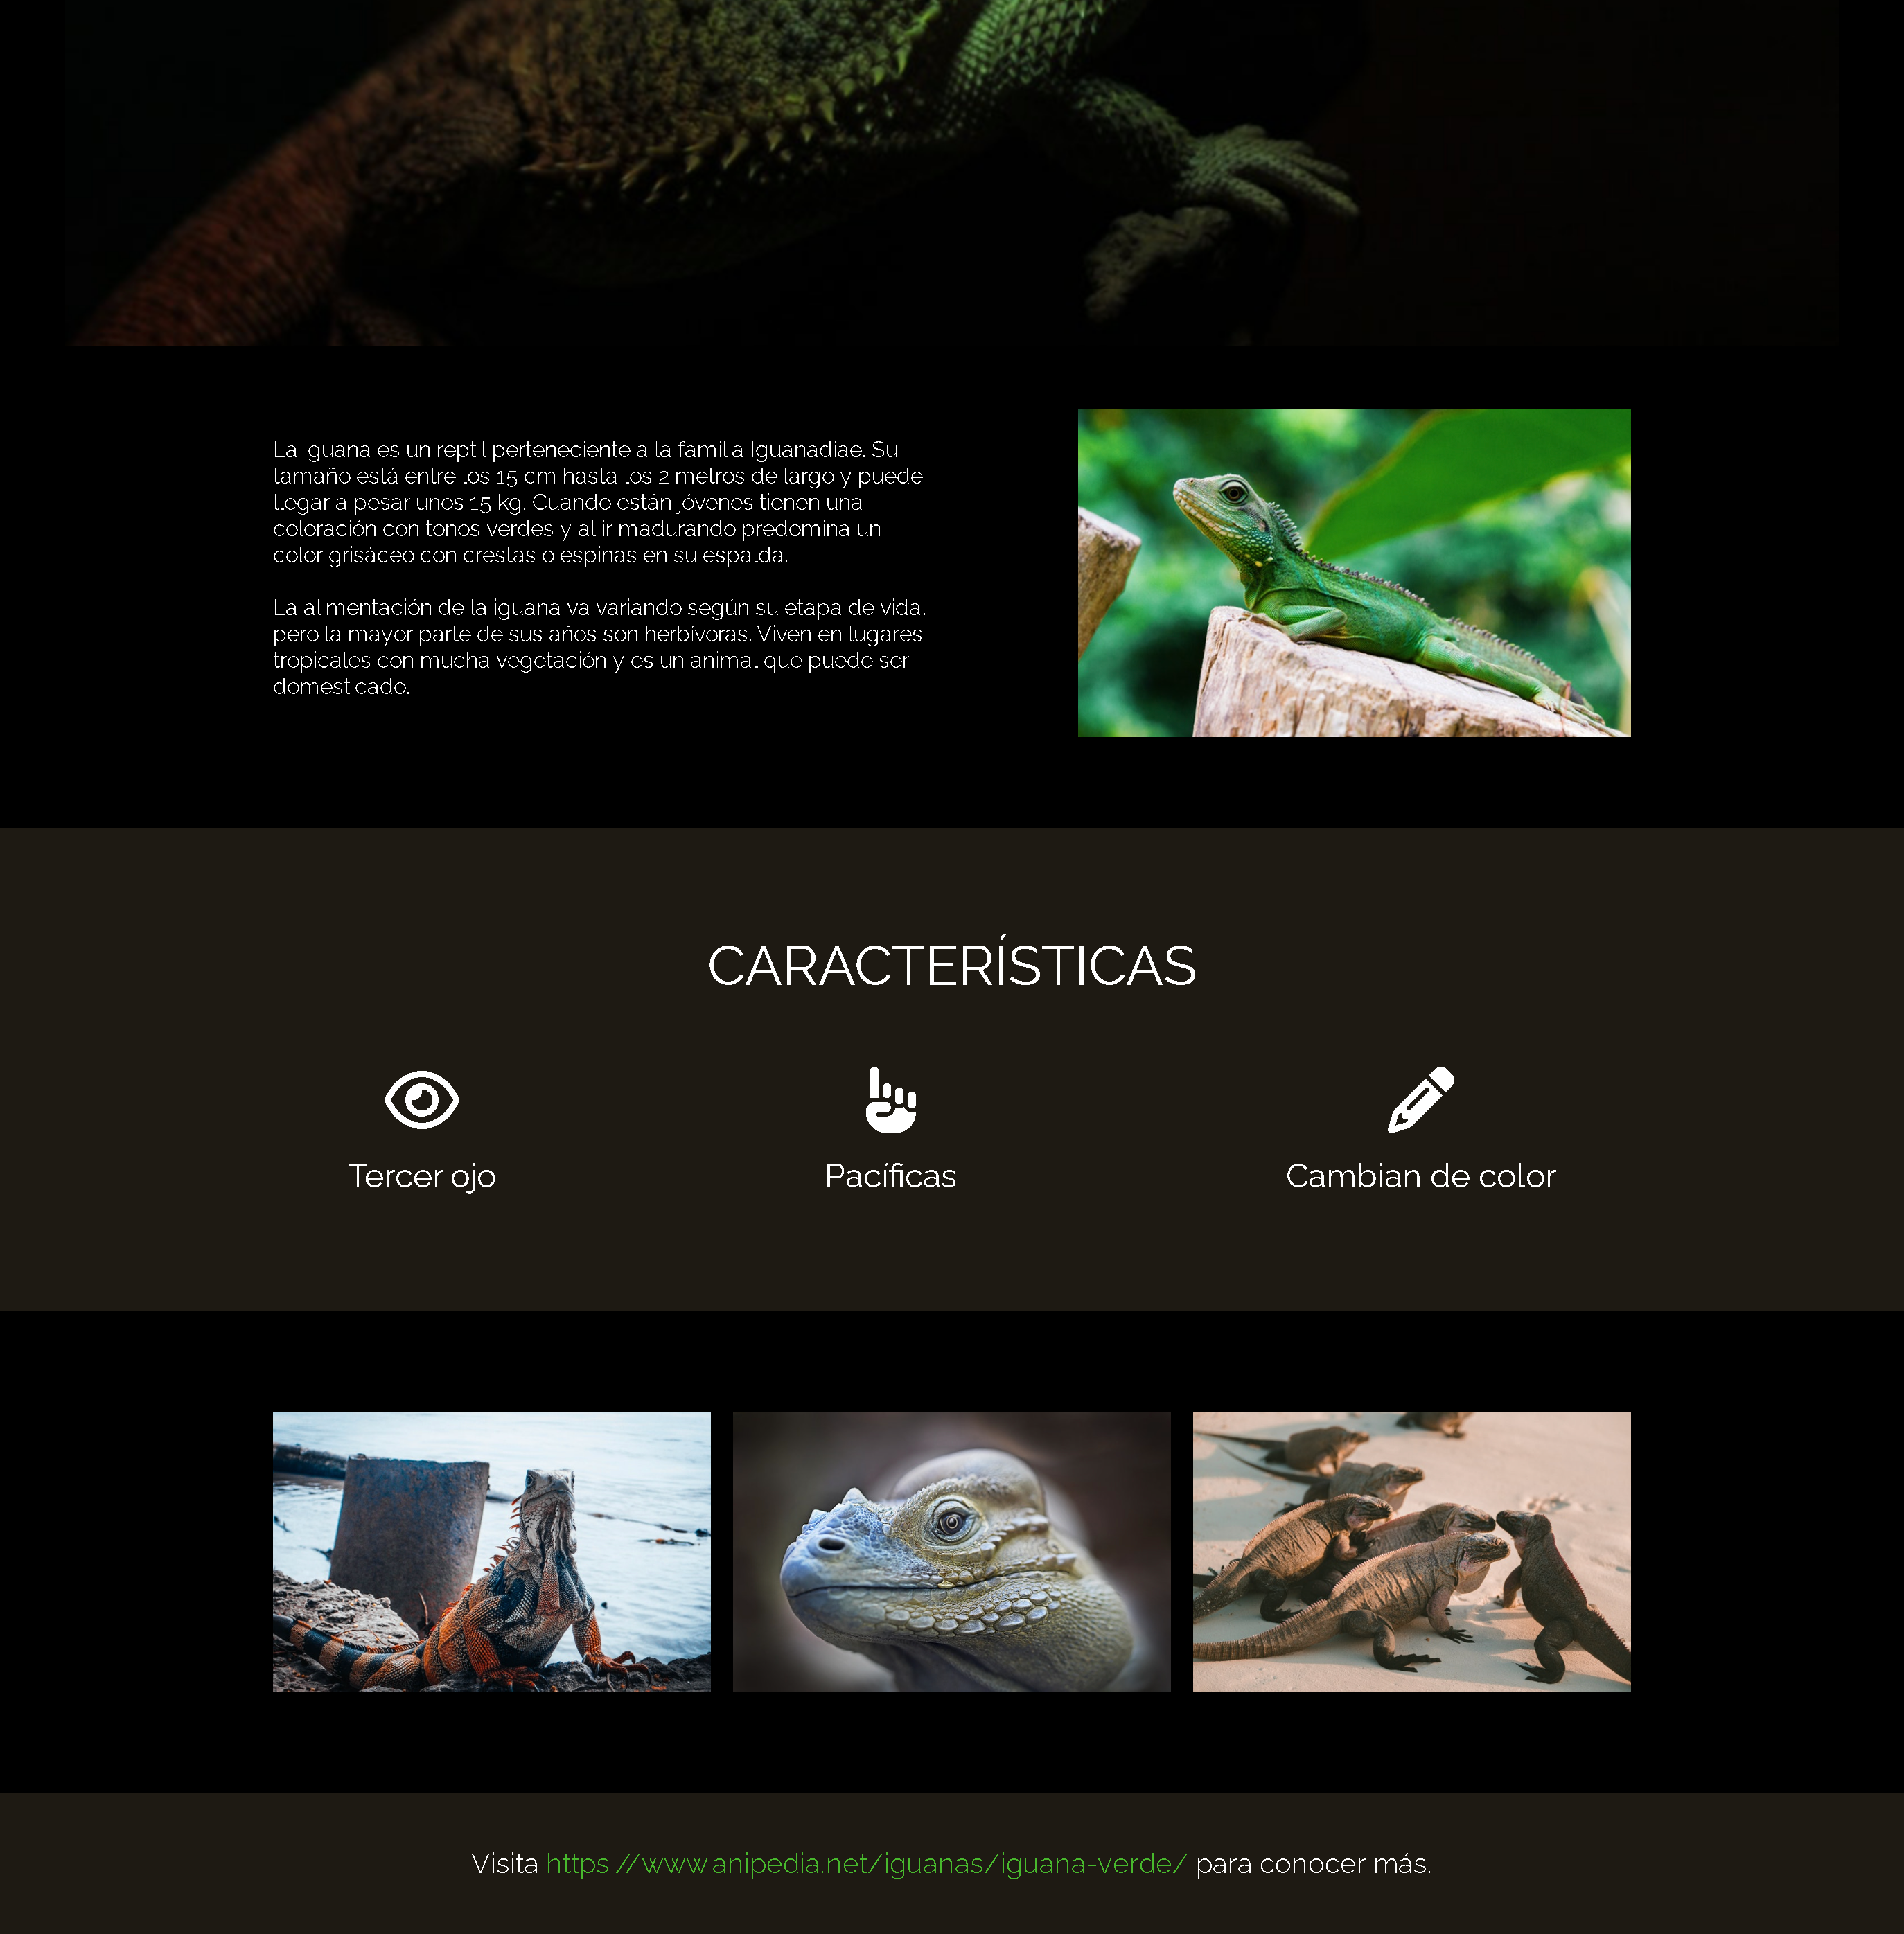 La iguana es un reptil perteneciente a la familia Iguanadiae. Su
tamaño está entre los 15 cm hasta los 2 metros de largo y puede
llegar a pesar unos 15 kg. Cuando están jóvenes tienen una
coloración con tonos verdes y al ir madurando predomina un
color grisáceo con crestas o espinas en su espalda.
La alimentación de la iguana va variando según su etapa de vida,
pero la mayor parte de sus años son herbívoras. Viven en lugares
tropicales con mucha vegetación y es un animal que puede ser
domesticado.
CARACTERÍSTICAS
Tercer ojo
Pacíficas
Cambian de color
Visita https://www.anipedia.net/iguanas/iguana-verde/ para conocer más.